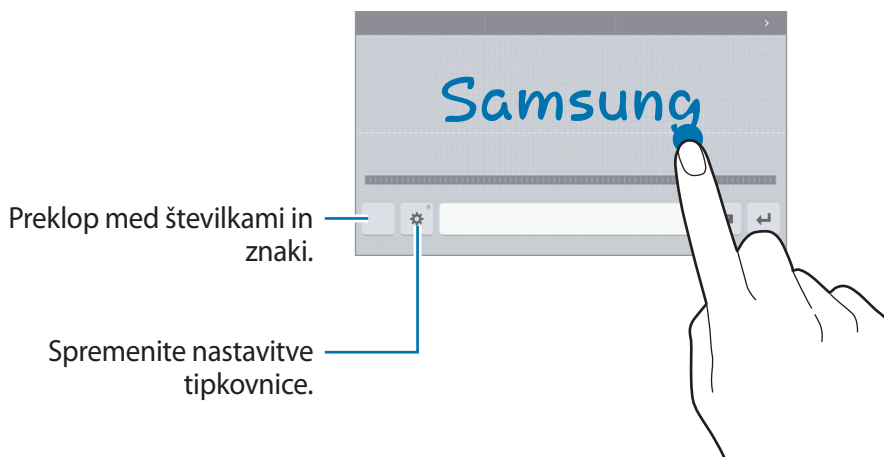 Samsung
Preklop med številkami in
znaki.
Spremenite nastavitve
tipkovnice.